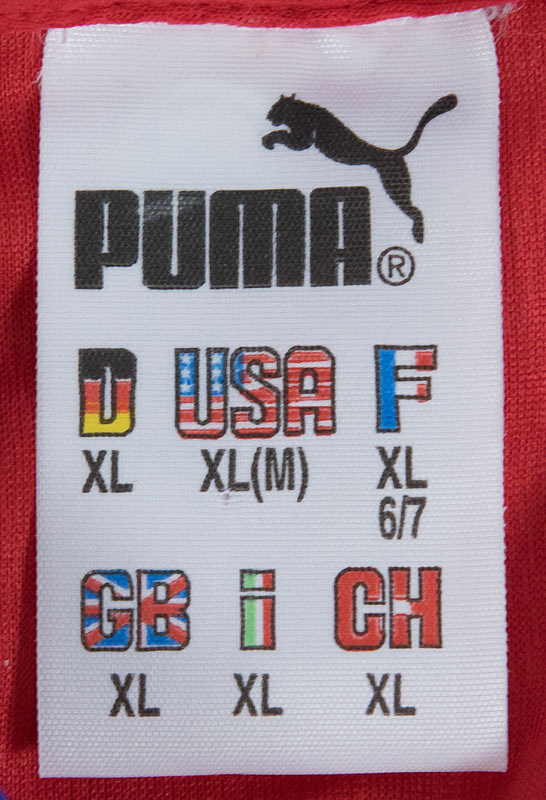 PUMA®
D USA F
XL XL(M) XL
6/7
GB i CH
XL XL XL